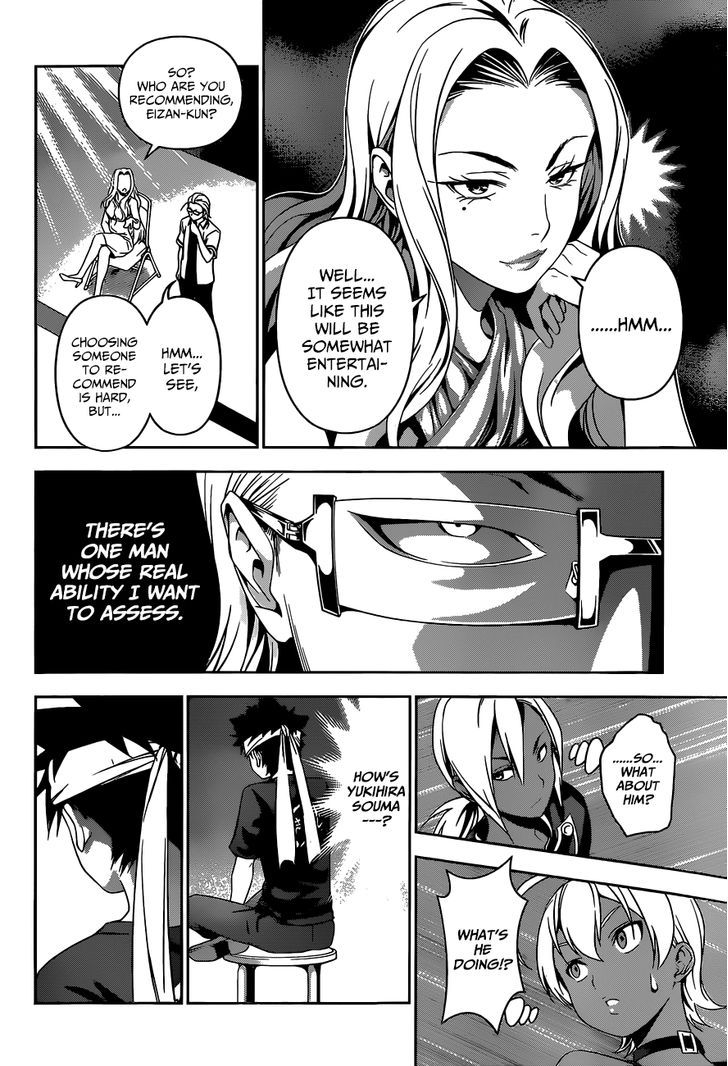 SO?
WHO ARE YOU
RECOMMENDING,
EIZAN-KUN?
HMM...
LET'S
SEE,
CHOOSING
SOMEONE
TO RE-
COMMEND
IS HARD,
BUT...
......HMM...
WELL...
IT SEEMS
LIKE THIS
WILL BE
SOMEWHAT
ENTERTAI-
NING.
THERE'S
ONE MAN
WHOSE REAL
ABILITY I WANT
TO ASSESS.
HOW'S
YUKIHIRA
SOUMA
---?
......SO...
WHAT
ABOUT
HIM?
WHAT'S
HE
DOING!?